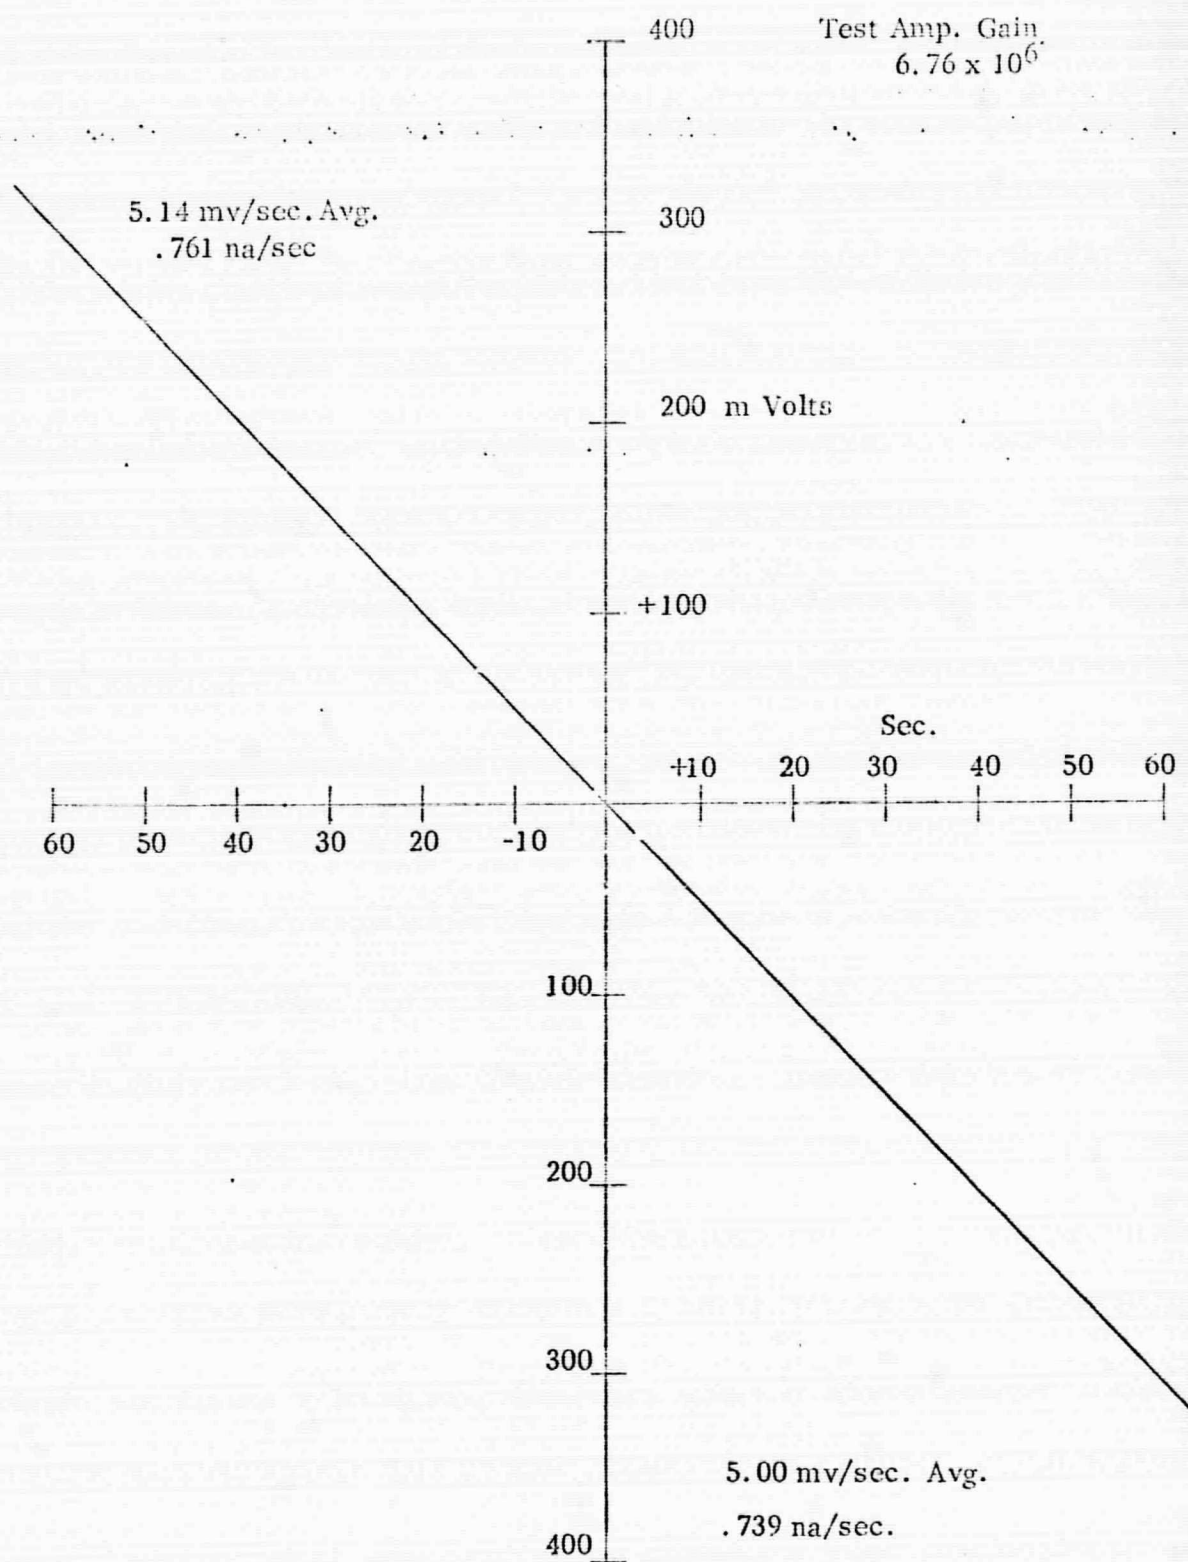 400
Test Amp. Gain
6.76 x 10⁶
5.14 mv/sec. Avg.
.761 na/sec
300
200 m Volts
+100
Sec.
+10 20 30 40 50 60
60 50 40 30 20 -10
100
200
300
5.00 mv/sec. Avg.
.739 na/sec.
400